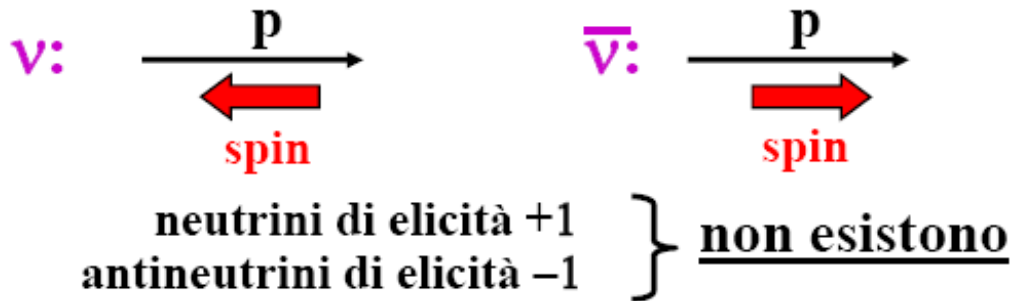 ν: p ν̅: p
spin spin
neutrini di elicità +1
antineutrini di elicità –1
non esistono